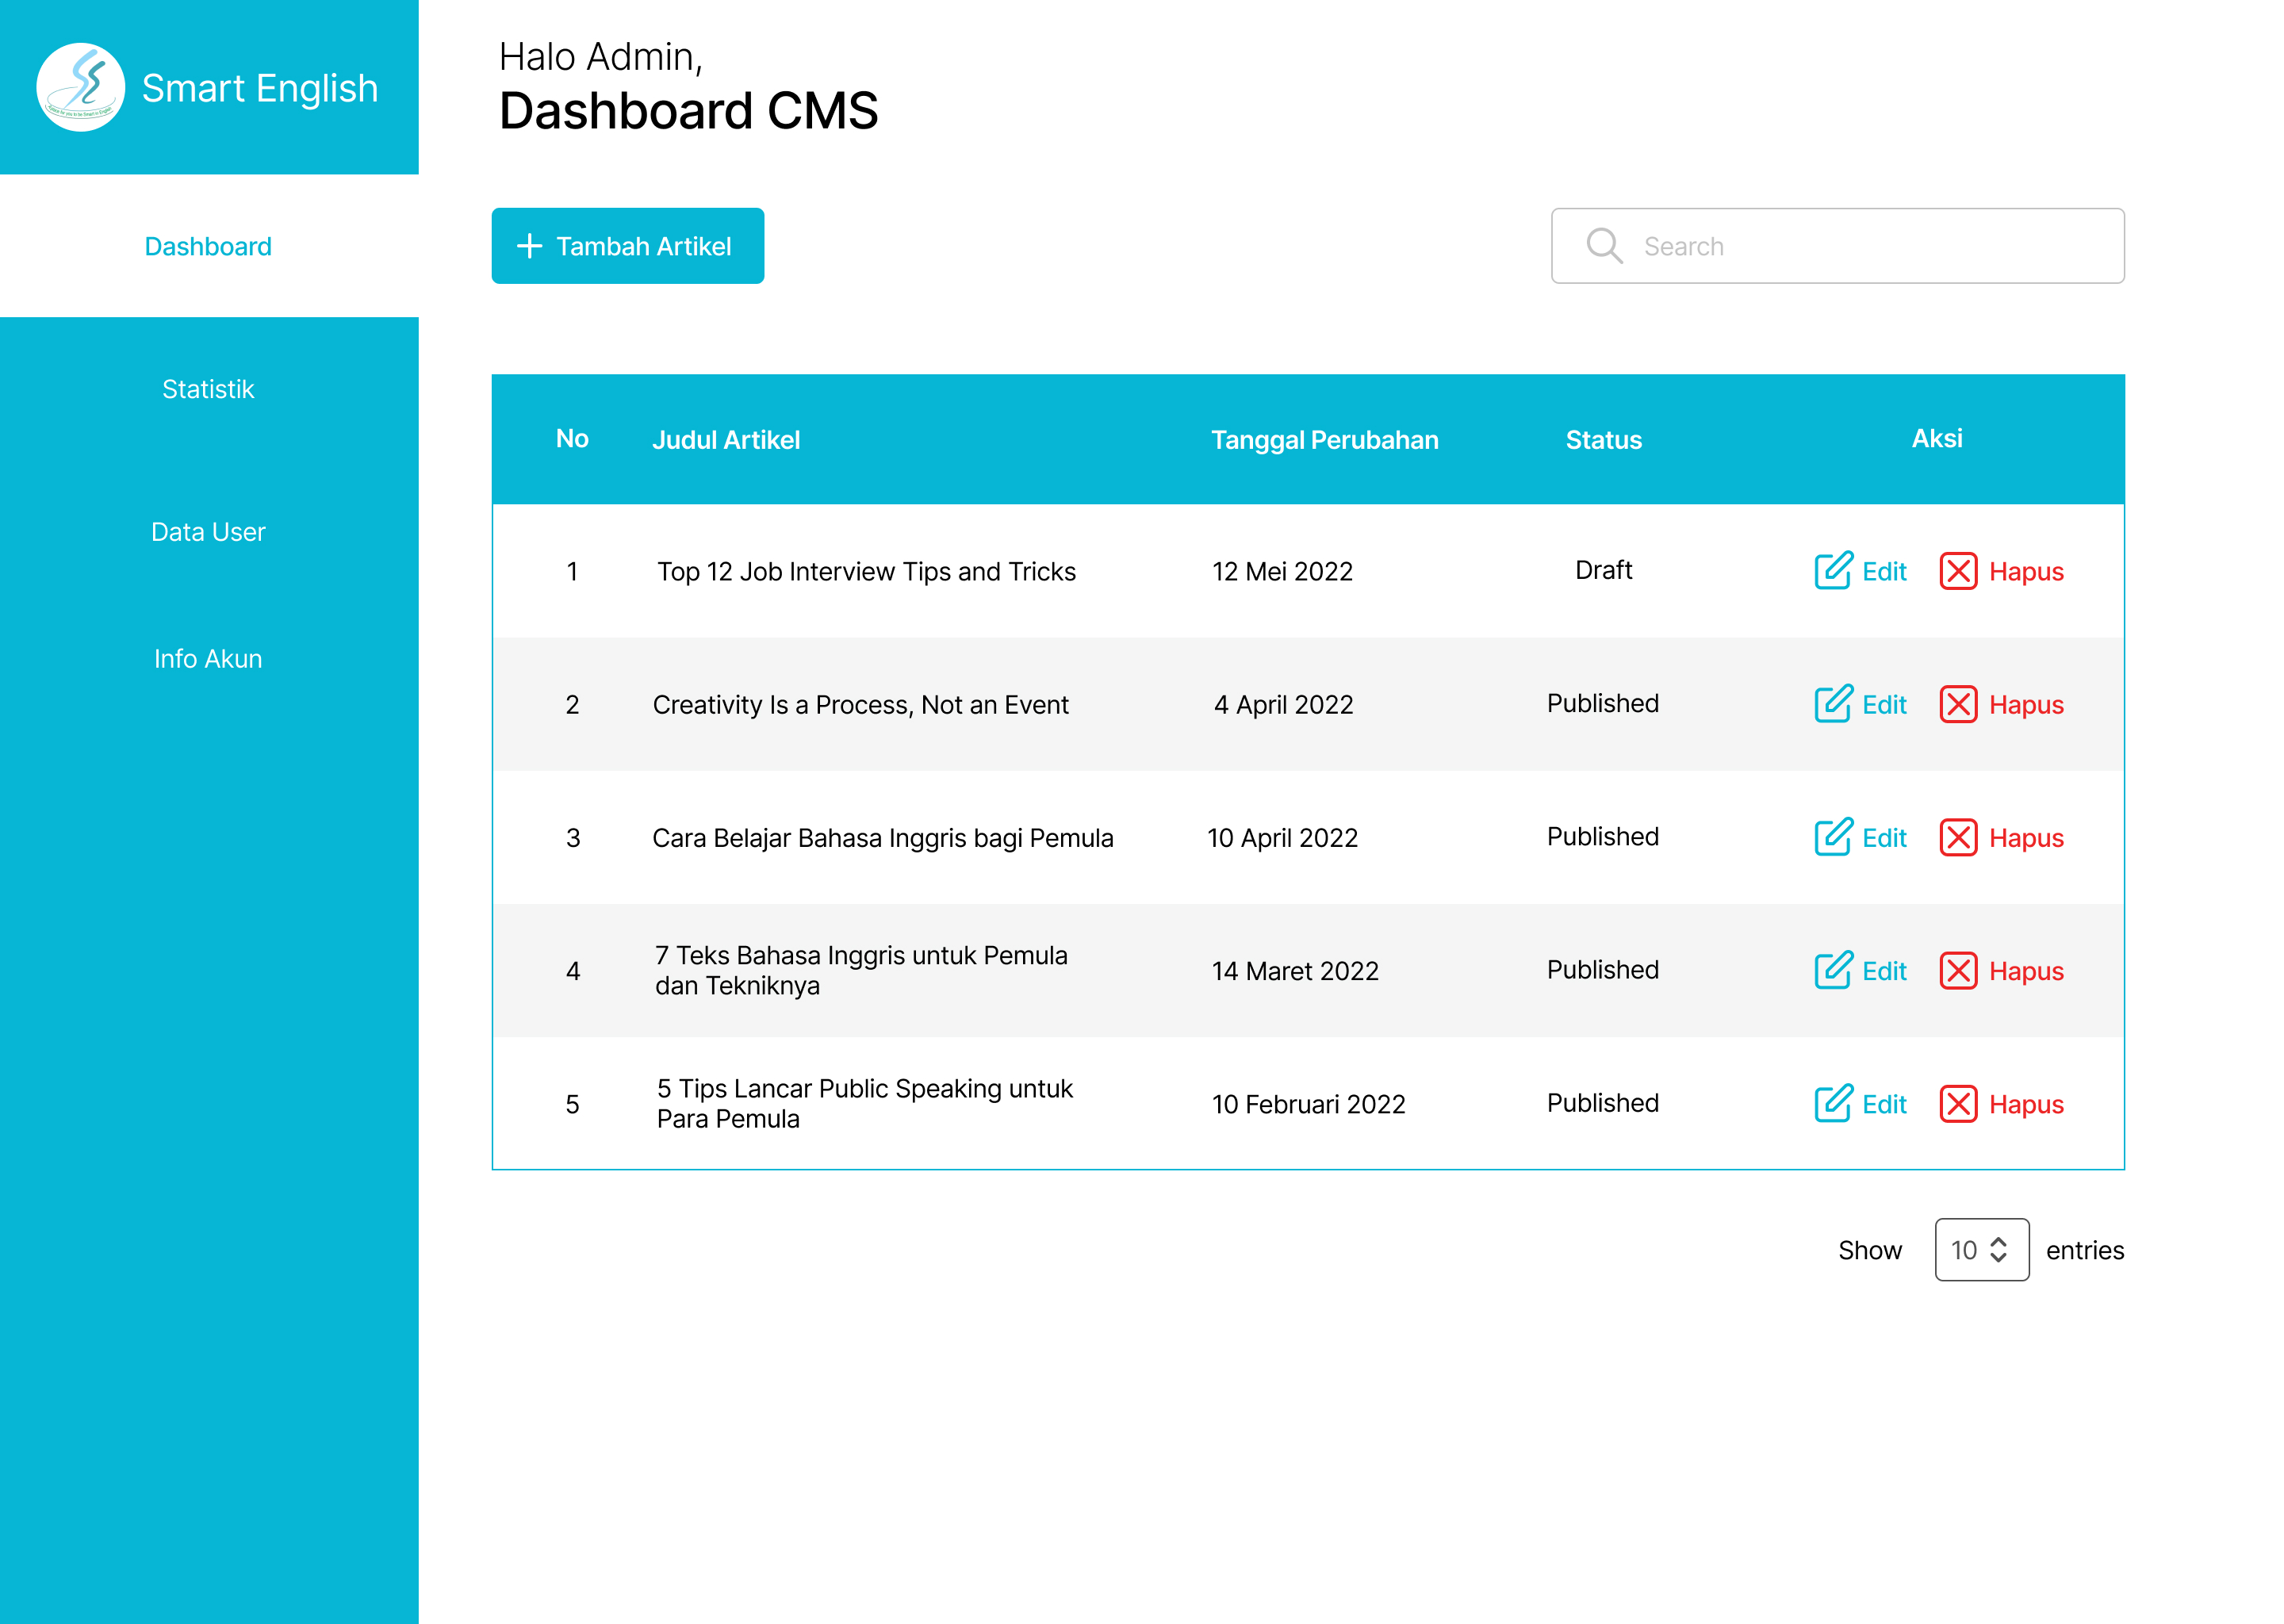 Smart English
Halo Admin,
Dashboard CMS
Dashboard
Tambah Artikel
Search
Statistik
Data User
Info Akun
No Judul Artikel Tanggal Perubahan Status Aksi
1 Top 12 Job Interview Tips and Tricks 12 Mei 2022 Draft Edit Hapus
2 Creativity Is a Process, Not an Event 4 April 2022 Published Edit Hapus
3 Cara Belajar Bahasa Inggris bagi Pemula 10 April 2022 Published Edit Hapus
4 7 Teks Bahasa Inggris untuk Pemula
dan Tekniknya 14 Maret 2022 Published Edit Hapus
5 5 Tips Lancar Public Speaking untuk
Para Pemula 10 Februari 2022 Published Edit Hapus
Show 10 entries